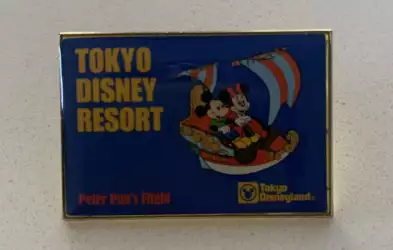 TOKYO
DISNEY
RESORT
Peter Pan's Flight
Tokyo
Disneyland®